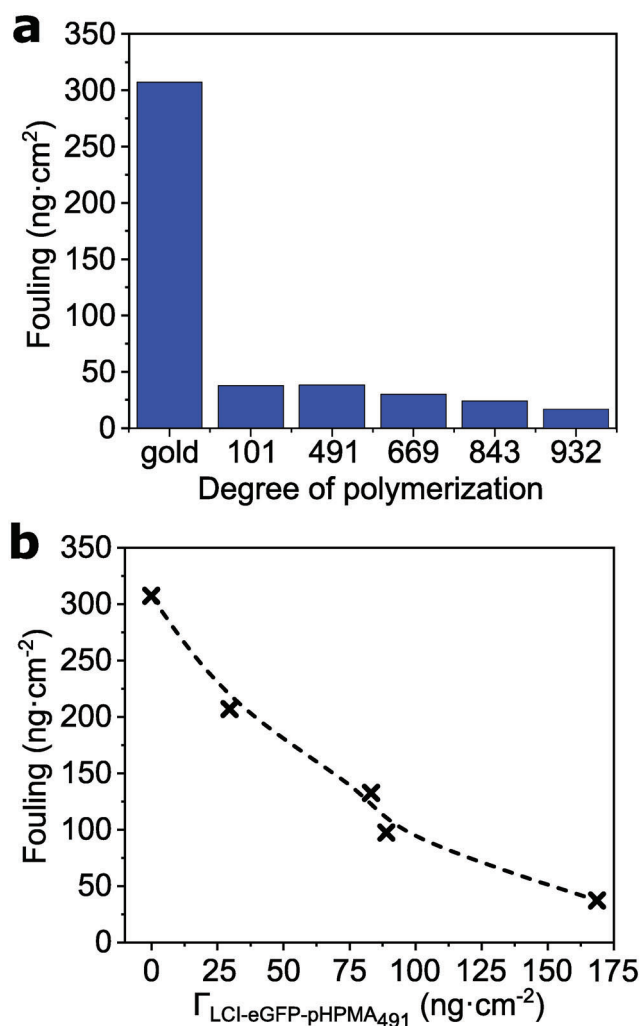 a
Fouling (ng·cm²)
350
300
250
200
150
100
50
0
gold 101 491 669 843 932
Degree of polymerization
b
Fouling (ng·cm⁻²)
350
300
250
200
150
100
50
0
0 25 50 75 100 125 150 175
Γ LCI-eGFP-pHPMA₄₉₁ (ng·cm⁻²)